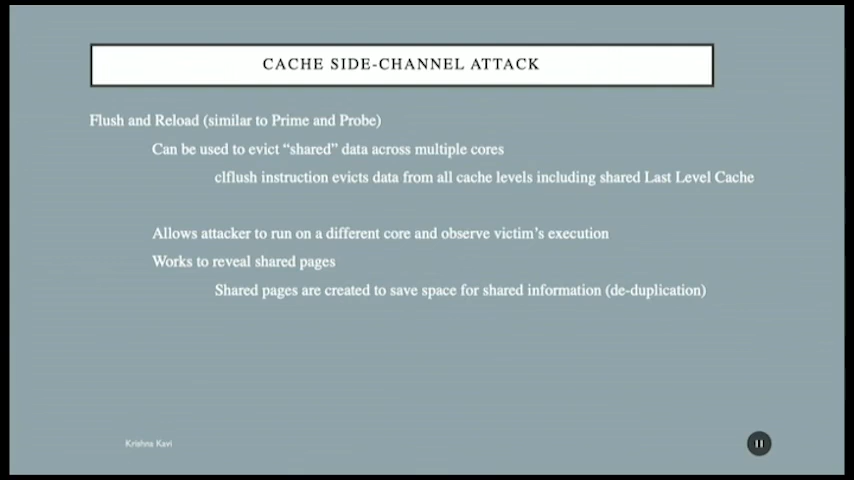 CACHE SIDE-CHANNEL ATTACK
Flush and Reload (similar to Prime and Probe)
Can be used to evict “shared” data across multiple cores
clflush instruction evicts data from all cache levels including shared Last Level Cache
Allows attacker to run on a different core and observe victim’s execution
Works to reveal shared pages
Shared pages are created to save space for shared information (de-duplication)
Krishna Kavi